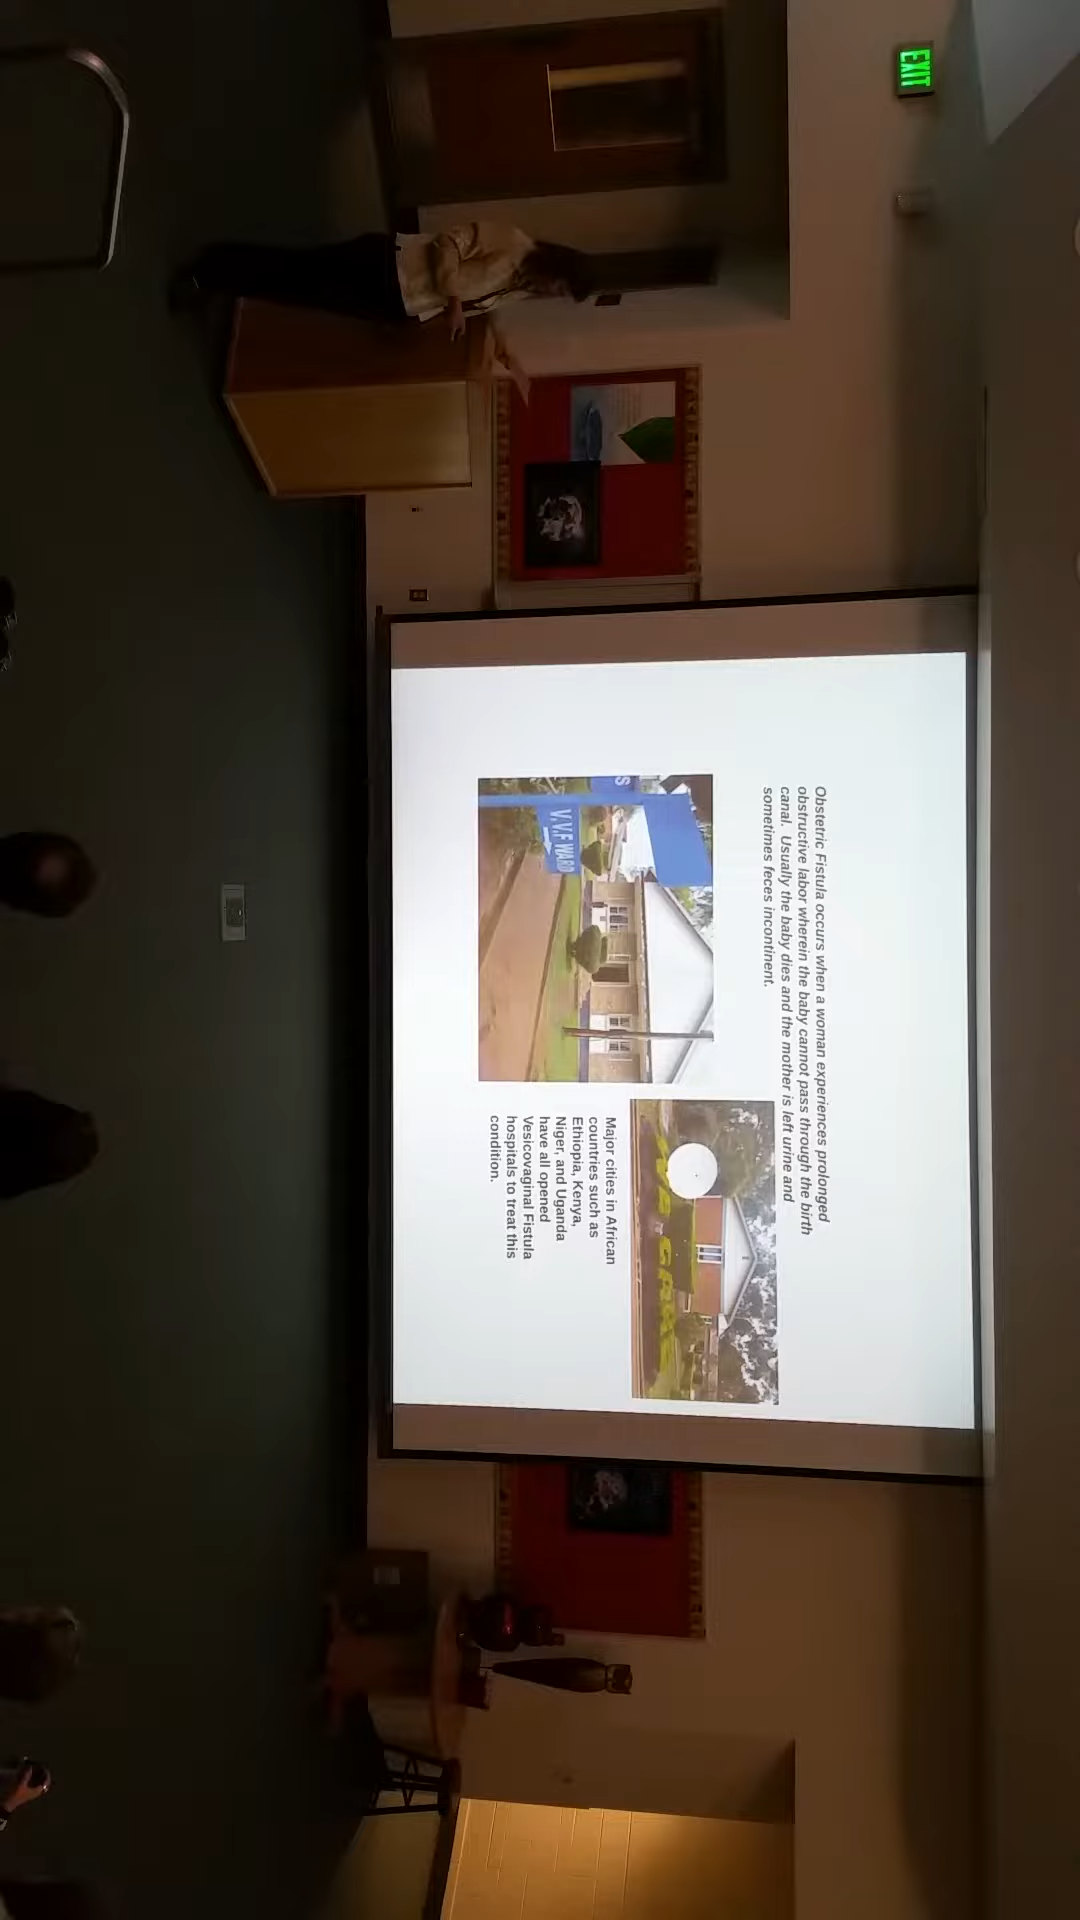 EXIT
Obstetric Fistula occurs when a woman experiences prolonged
obstructive labor wherein the baby cannot pass through the birth
canal.  Usually the baby dies and the mother is left urine and
sometimes feces incontinent.
S
V.V.F WARD
Major cities in African
countries such as
Ethiopia, Kenya,
Niger, and Uganda
have all opened
Vesicovaginal Fistula
hospitals to treat this
condition.